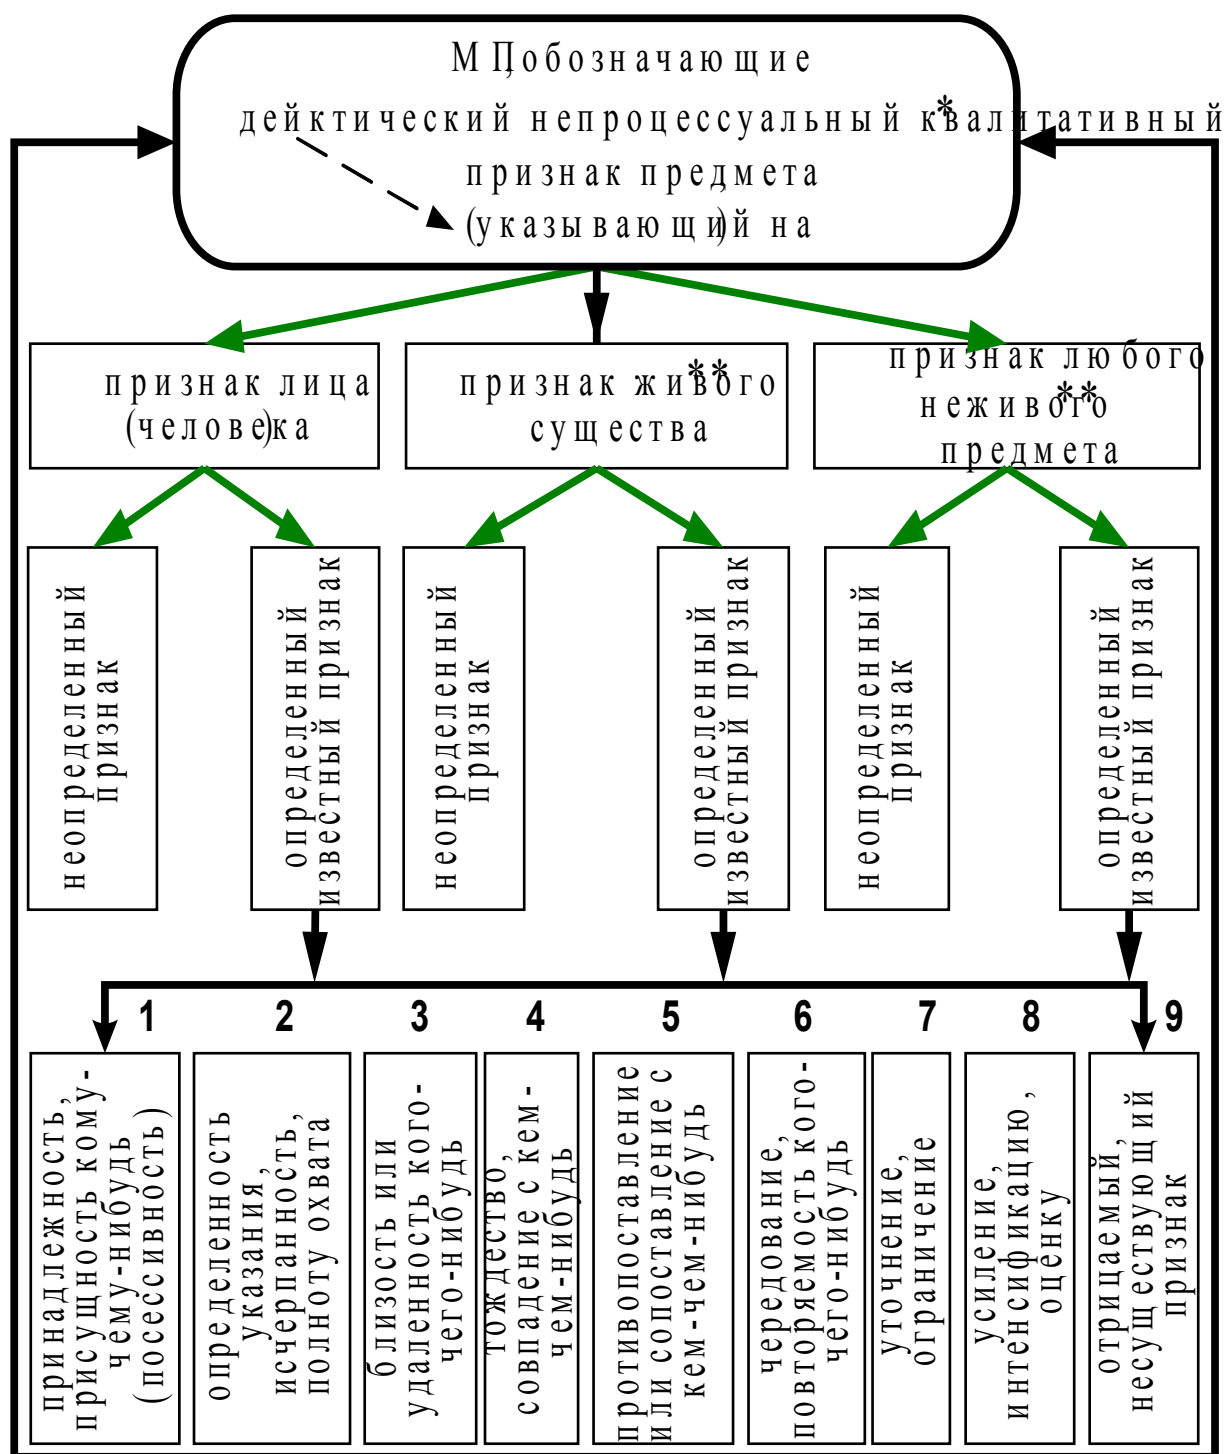 МП, обозначающие
дейктический непроцессуальный квалитативный*
признак предмета
(указывающий на)
признак лица
(человека)
признак живого**
существа
признак любого
неживого**
предмета
неопределенный
признак
определенный
известный признак
неопределенный
признак
определенный
известный признак
неопределенный
признак
определенный
известный признак
1
2
3
4
5
6
7
8
9
принадлежность,
присущность кому-
чему-нибудь
(посессивность)
определенность
указания,
исчерпанность,
полноту охвата
близость или
удаленность кого-
чего-нибудь
тождество,
совпадение с кем-
чем-нибудь
противопоставление
или сопоставление с
кем-чем-нибудь
чередование,
повторяемость кого-
чего-нибудь
уточнение,
ограничение
усиление,
интенсификацию,
оценку
отрицаемый,
несуществующий
признак